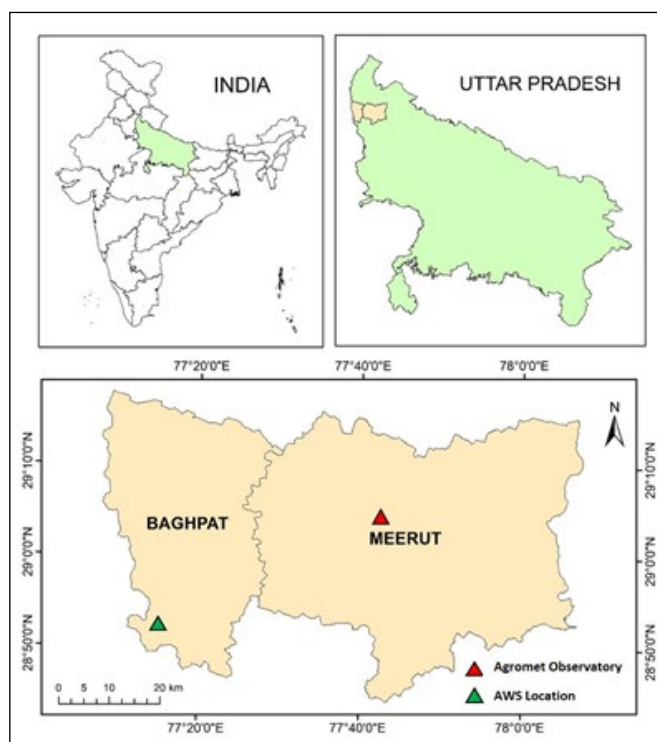 INDIA
UTTAR PRADESH
77°20'0"E
77°40'0"E
78°0'0"E
N
29°10'0"N
29°10'0"N
BAGHPAT
MEERUT
29°0'0"N
29°0'0"N
28°50'0"N
28°50'0"N
Agromet Observatory
AWS Location
0 5 10 20 km
77°20'0"E
77°40'0"E
78°0'0"E